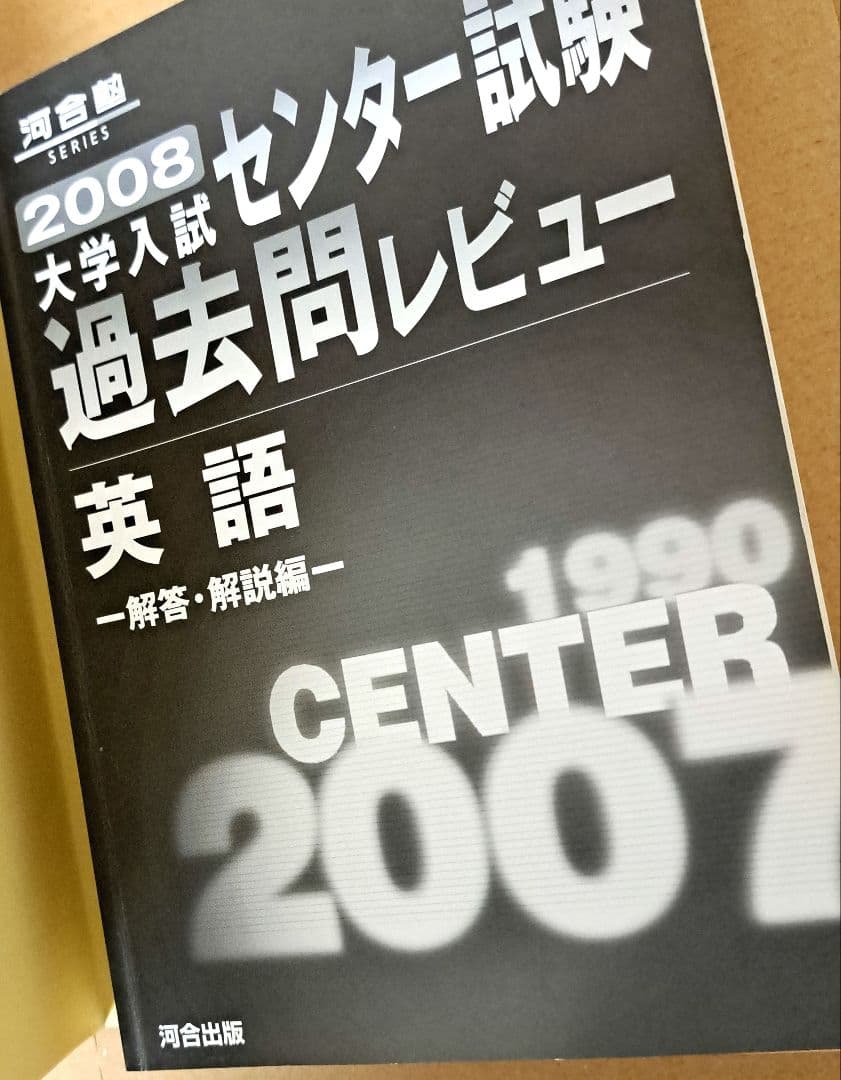 河合塾
SERIES
2008
大学入試センター試験
過去問レビュー
英語
ー解答・解説編ー
1990
CENTER
2007
河合出版